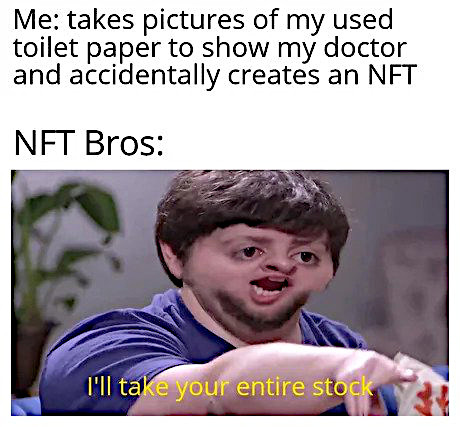 Me: takes pictures of my used
toilet paper to show my doctor
and accidentally creates an NFT
NFT Bros:
I'll take your entire stock